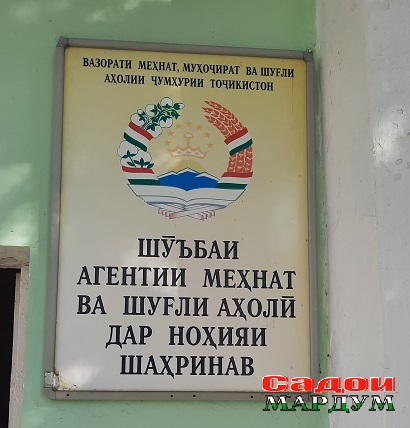 ВАЗОРАТИ МЕҲНАТ, МУҲОҶИРАТ ВА ШУҒЛИ
АҲОЛИИ ҶУМҲУРИИ ТОҶИКИСТОН
ШӮЪБАИ
АГЕНТИИ МЕҲНАТ
ВА ШУҒЛИ АҲОЛӢ
ДАР НОҲИЯИ
ШАҲРИНАВ
Садои
МАРДУМ